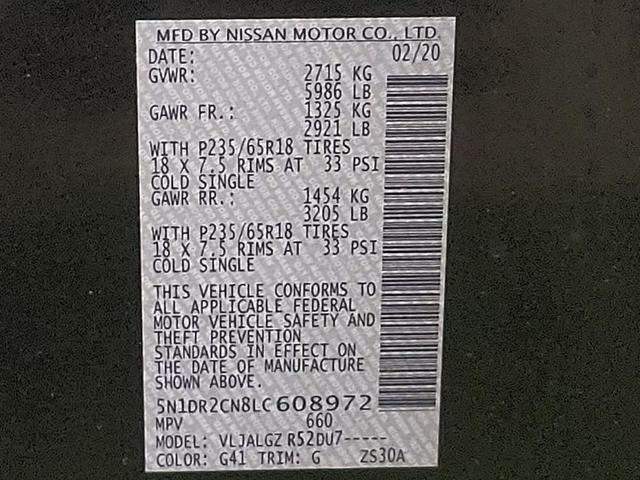 MFD BY NISSAN MOTOR CO., LTD.
DATE: 02/20
GVWR: 2715 KG
5986 LB
GAWR FR.: 1325 KG
2921 LB
WITH P235/65R18 TIRES
18 X 7.5 RIMS AT 33 PSI
COLD SINGLE
GAWR RR.: 1454 KG
3205 LB
WITH P235/65R18 TIRES
18 X 7.5 RIMS AT 33 PSI
COLD SINGLE
THIS VEHICLE CONFORMS TO
ALL APPLICABLE FEDERAL
MOTOR VEHICLE SAFETY AND
THEFT PREVENTION
STANDARDS IN EFFECT ON
THE DATE OF MANUFACTURE
SHOWN ABOVE.
5N1DR2CN8LC608972
MPV 660
MODEL: VLJALGZ R52DU7-----
COLOR: G41 TRIM: G ZS30A